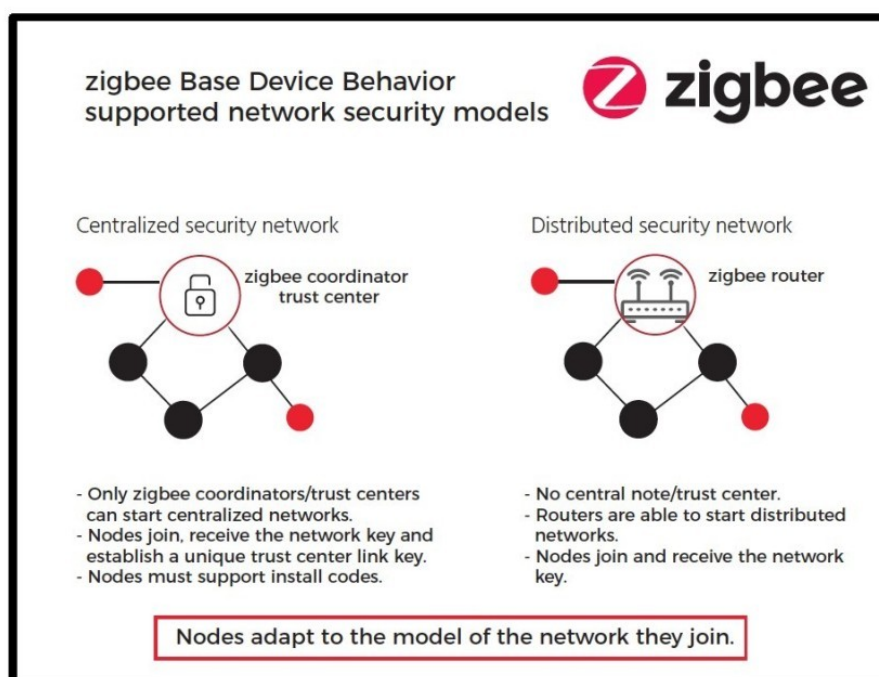 zigbee Base Device Behavior
supported network security models
zigbee
Centralized security network
zigbee coordinator
trust center
- Only zigbee coordinators/trust centers
can start centralized networks.
- Nodes join, receive the network key and
establish a unique trust center link key.
- Nodes must support install codes.
Distributed security network
zigbee router
- No central note/trust center.
- Routers are able to start distributed
networks.
- Nodes join and receive the network
key.
Nodes adapt to the model of the network they join.